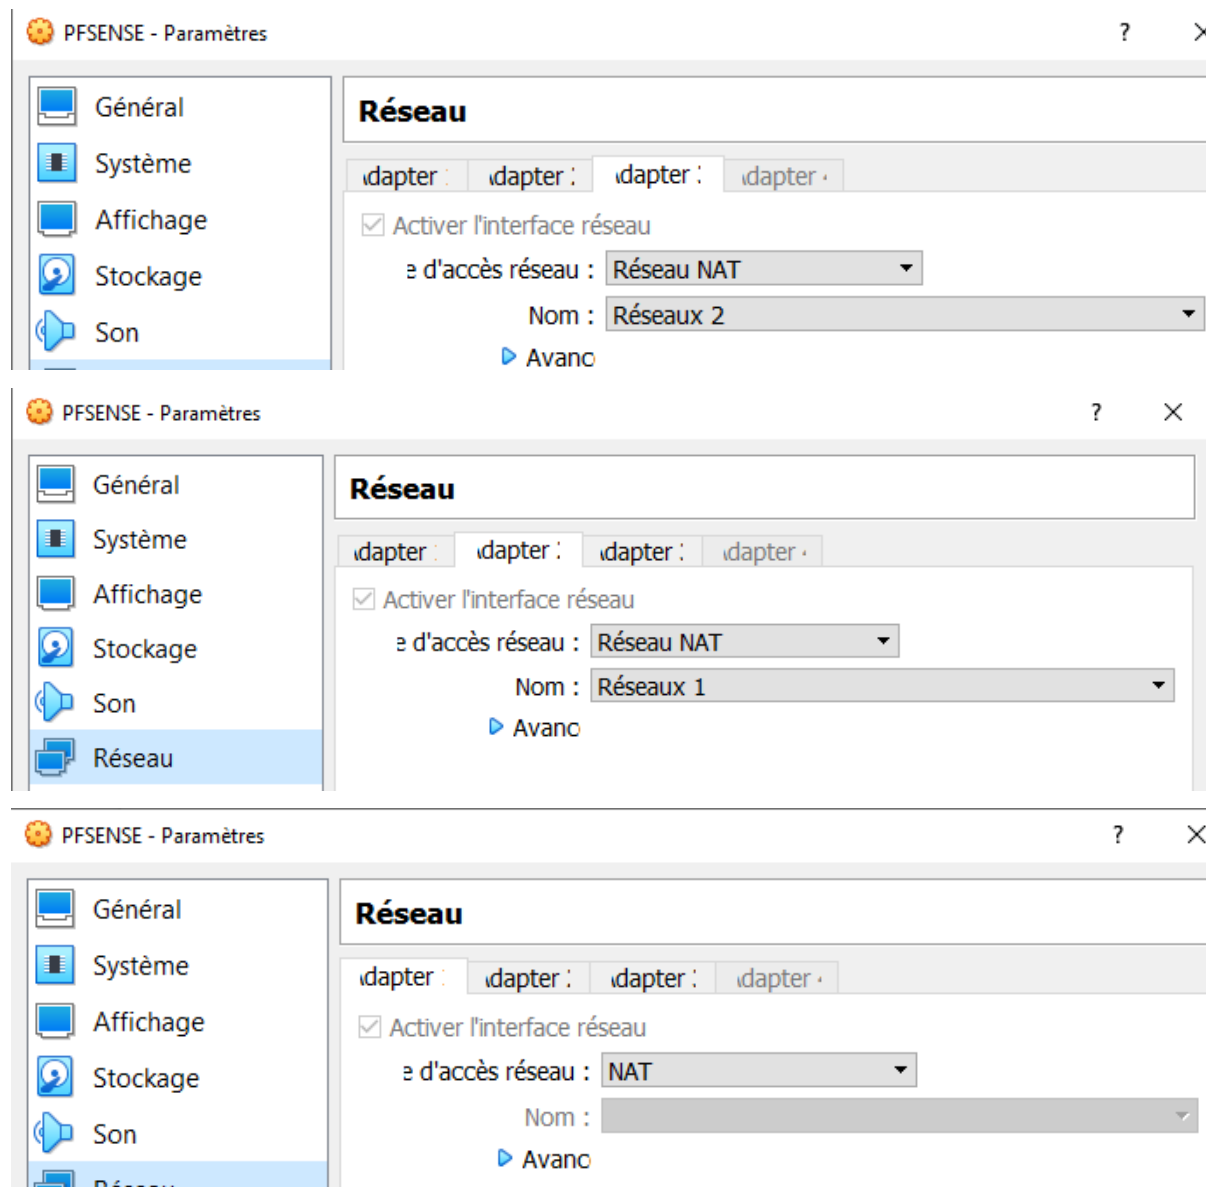 PFSENSE - Paramètres ?
Général
Réseau
Système
dapter dapter dapter dapter
Affichage
Activer l'interface réseau
Stockage
d'accès réseau : Réseau NAT
Son
Nom : Réseaux 2
Avanc
PFSENSE - Paramètres ?
Général
Réseau
Système
dapter dapter dapter dapter
Affichage
Activer l'interface réseau
Stockage
d'accès réseau : Réseau NAT
Son
Nom : Réseaux 1
Avanc
Réseau
PFSENSE - Paramètres ?
Général
Réseau
Système
dapter dapter dapter dapter
Affichage
Activer l'interface réseau
Stockage
d'accès réseau : NAT
Son
Nom :
Avanc
Réseau